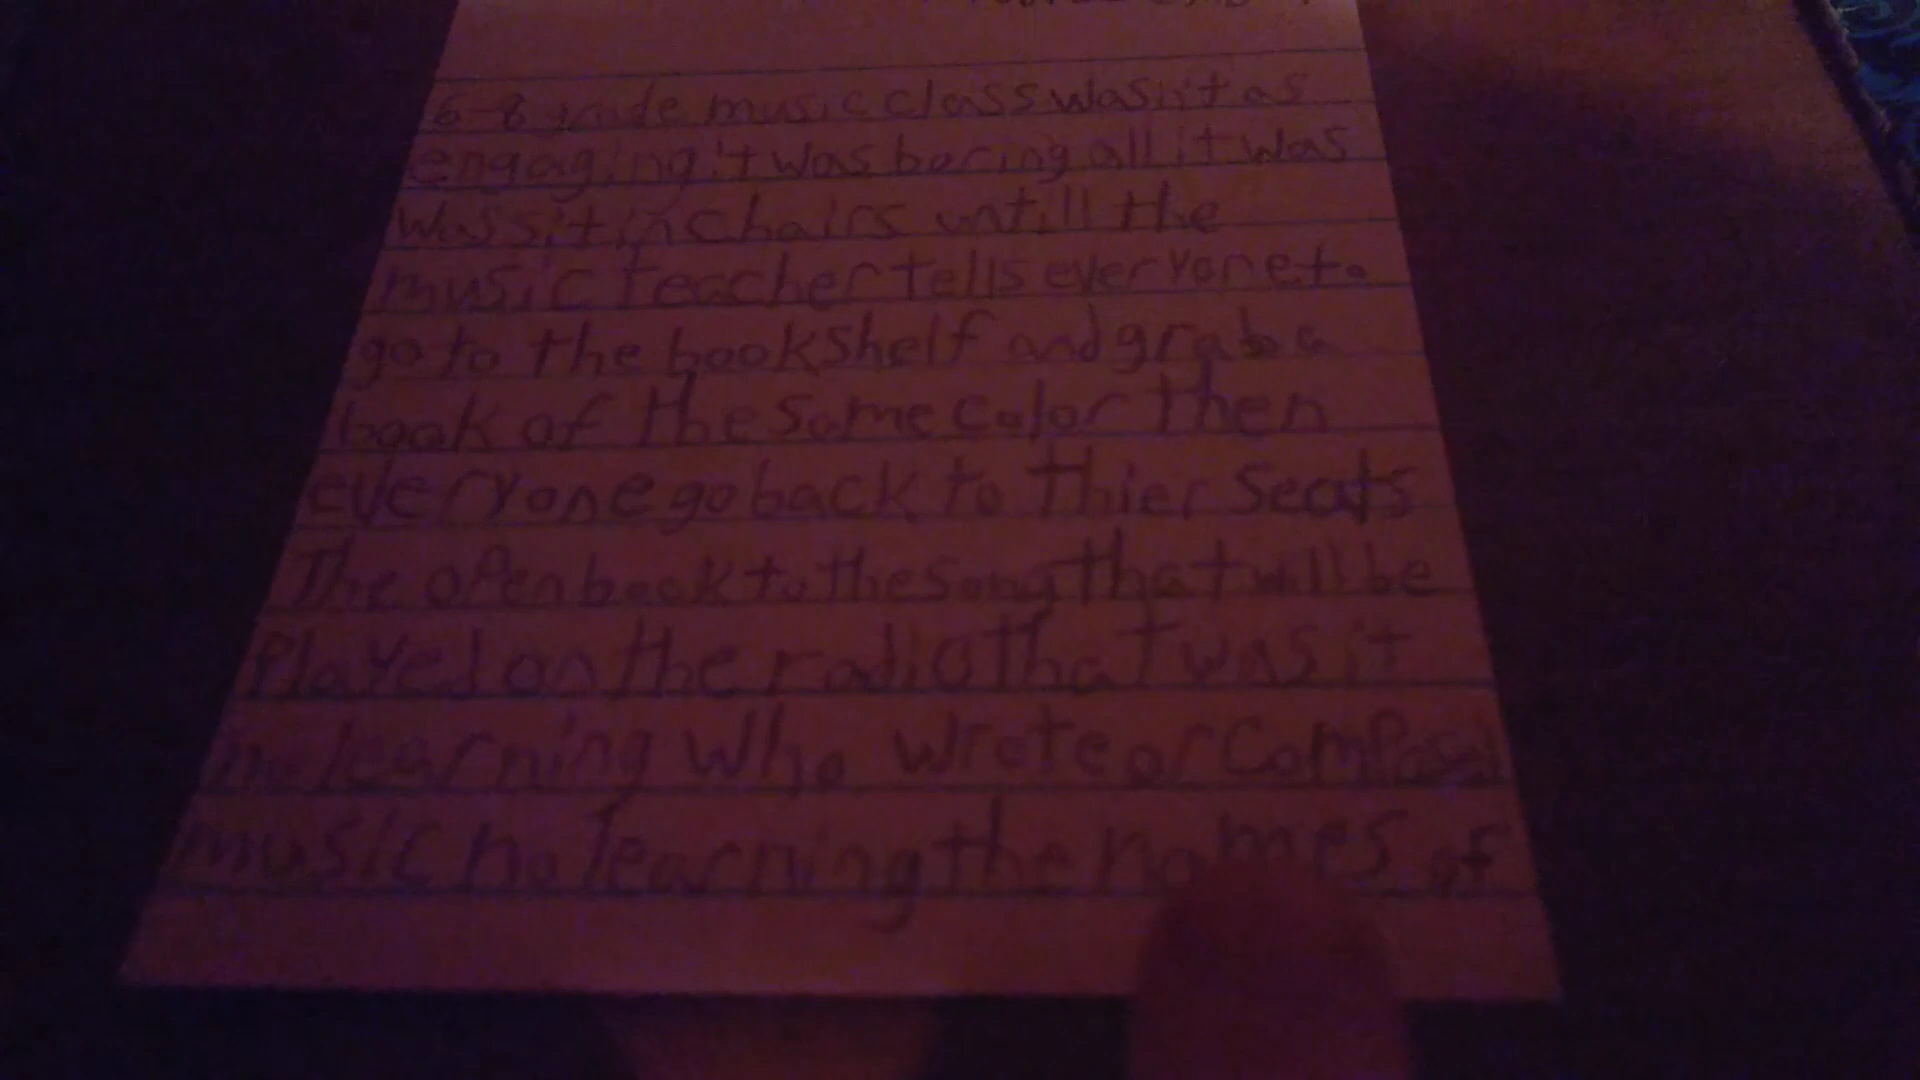 6-8 grade music class wasn't as
engaging it was boring all it was
was sit in chairs untill the
music teacher tells everyone to
go to the bookshelf and grab a
book of the same color then
everyone go back to thier seats
The open book to the song that will be
Played on the radio that was it
learning who wrote or
music no learning the names of